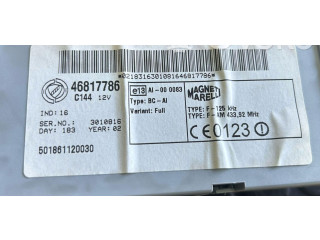 46817786
C144 12V
IND: 16
SER.NO.: 3010816
DAY: 183 YEAR: 02
501861120030
*0218316301081646817786*
e13 AI-00 0083
Type: BC-AI
Variant: Full
MAGNETI
MARELLI
TYPE: F-125 kHz
TYPE: F-AM 433,92 MHz
CE0123